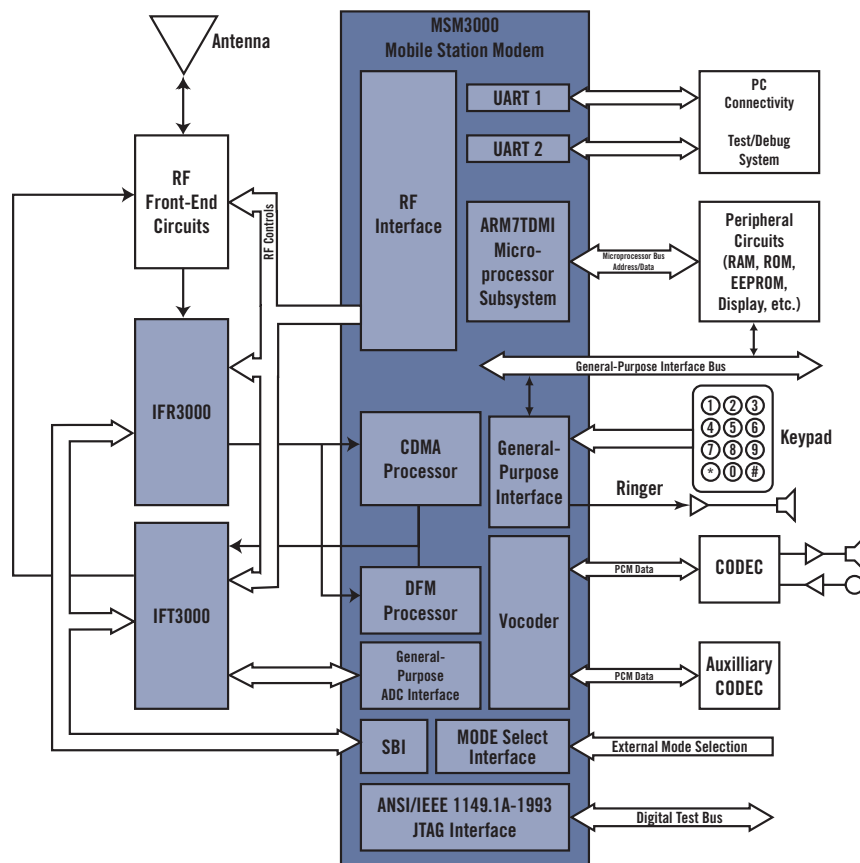 MSM3000
Mobile Station Modem
Antenna
RF
Front-End
Circuits
RF Controls
RF
Interface
UART 1
UART 2
PC
Connectivity
Test/Debug
System
ARM7TDMI
Micro-
processor
Subsystem
Microprocessor Bus
Address/Data
Peripheral
Circuits
(RAM, ROM,
EEPROM,
Display, etc.)
General-Purpose Interface Bus
IFR3000
CDMA
Processor
General-
Purpose
Interface
1 2 3
4 5 6
7 8 9
* 0 #
Keypad
Ringer
IFT3000
DFM
Processor
Vocoder
PCM Data
CODEC
General-
Purpose
ADC Interface
PCM Data
Auxilliary
CODEC
SBI
MODE Select
Interface
External Mode Selection
ANSI/IEEE 1149.1A-1993
JTAG Interface
Digital Test Bus